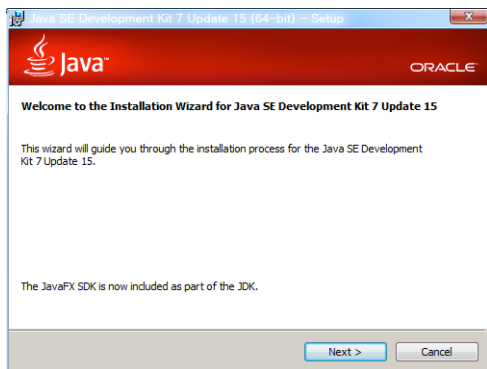 Java SE Development Kit 7 Update 15 (64-bit) - Setup
Java™
ORACLE
Welcome to the Installation Wizard for Java SE Development Kit 7 Update 15
This wizard will guide you through the installation process for the Java SE Development
Kit 7 Update 15.
The JavaFX SDK is now included as part of the JDK.
Next >
Cancel